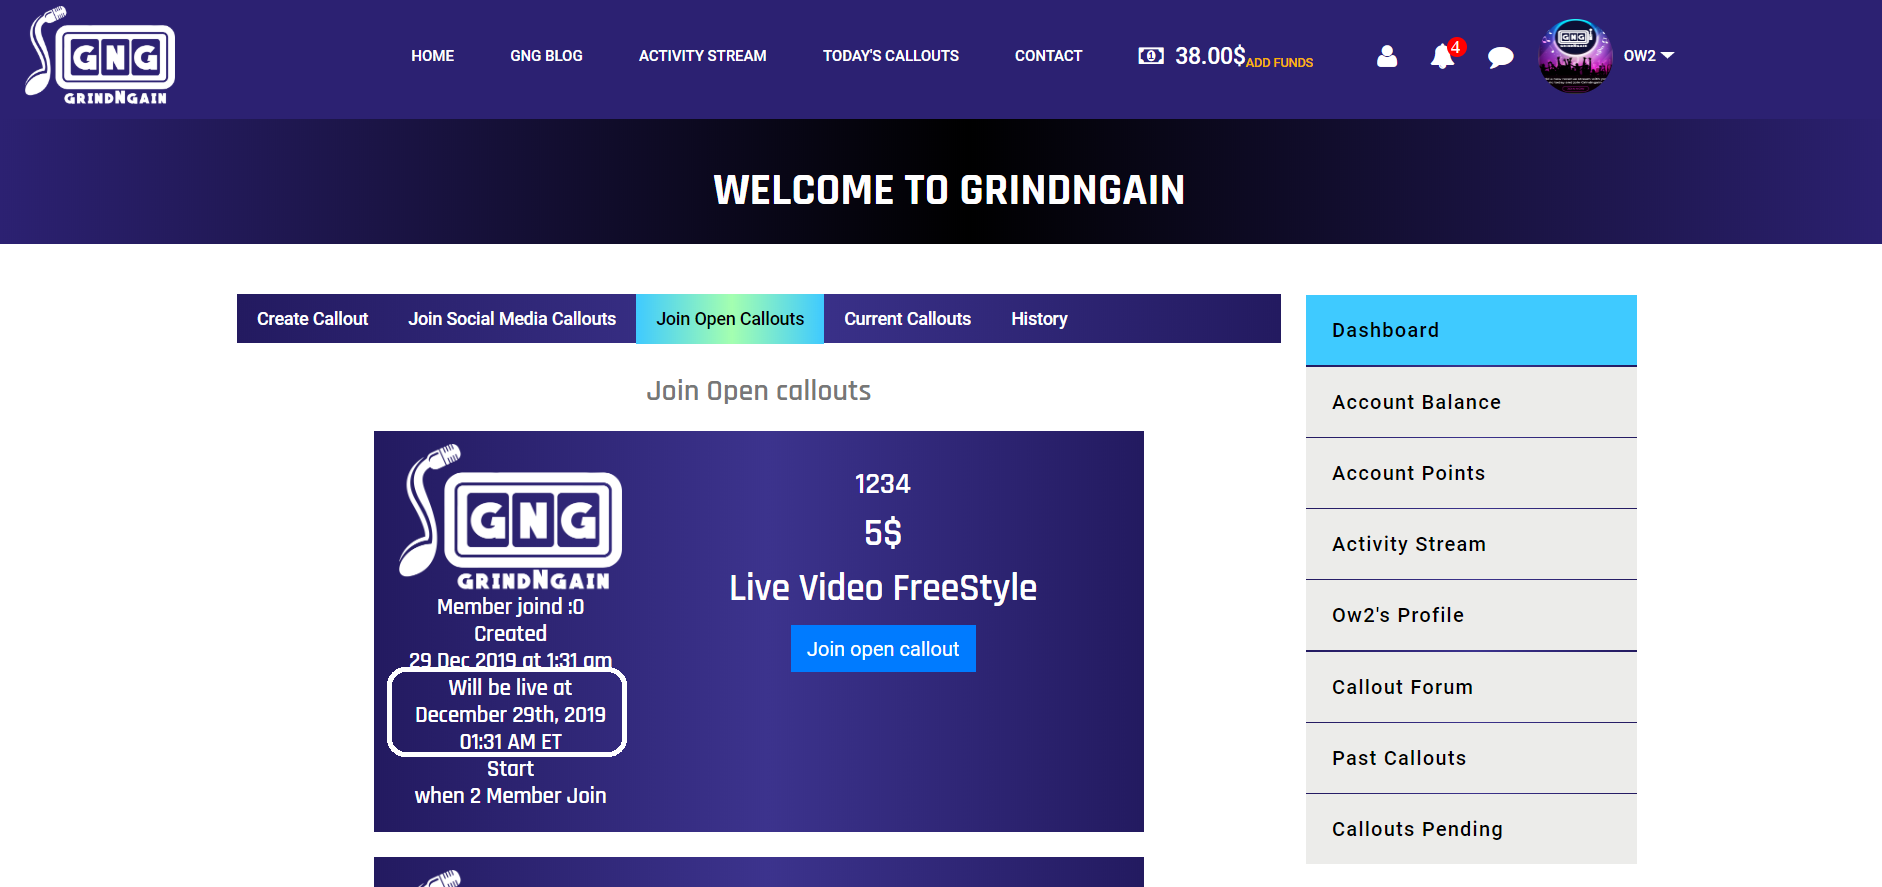 GNG
GRINDNGAIN
HOME
GNG BLOG
ACTIVITY STREAM
TODAY'S CALLOUTS
CONTACT
38.00$ ADD FUNDS
4
OW2
WELCOME TO GRINDNGAIN
Create Callout
Join Social Media Callouts
Join Open Callouts
Current Callouts
History
Join Open callouts
GNG
GRINDNGAIN
Member joind :0
Created
29 Dec 2019 at 1:31 am
Will be live at
December 29th, 2019
01:31 AM ET
Start
when 2 Member Join
1234
5$
Live Video FreeStyle
Join open callout
Dashboard
Account Balance
Account Points
Activity Stream
Ow2's Profile
Callout Forum
Past Callouts
Callouts Pending